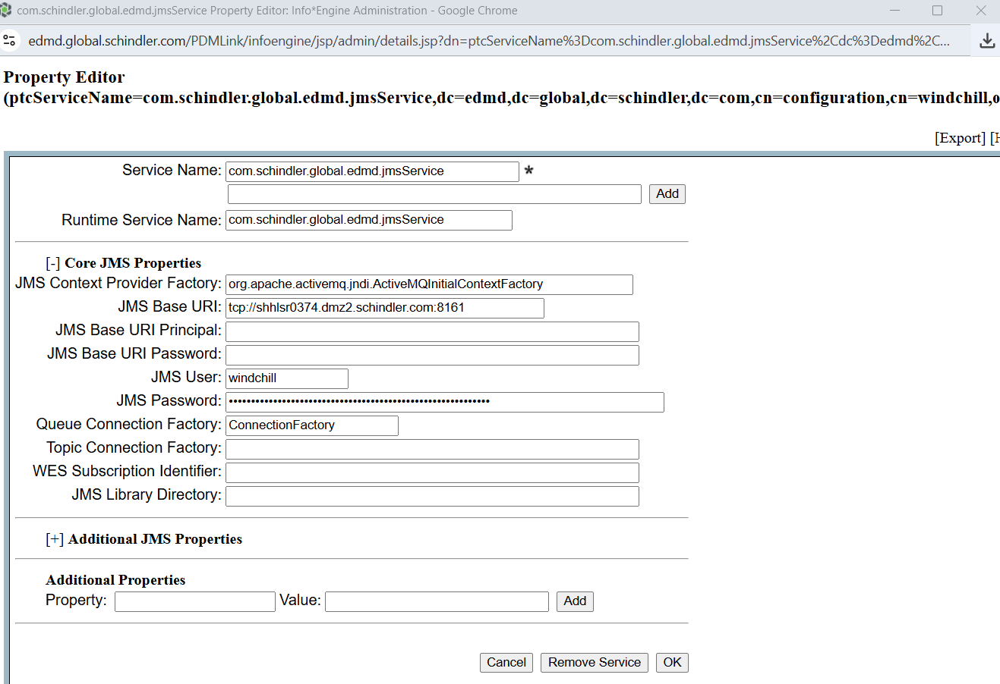 com.schindler.global.edmd.jmsService Property Editor: Info*Engine Administration - Google Chrome
edmd.global.schindler.com/PDMLink/infoengine/jsp/admin/details.jsp?dn=ptcServiceName%3Dcom.schindler.global.edmd.jmsService%2Cdc%3Dedmd%2C...
Property Editor
(ptcServiceName=com.schindler.global.edmd.jmsService,dc=edmd,dc=global,dc=schindler,dc=com,cn=configuration,cn=windchill,o
[Export] [H
Service Name: com.schindler.global.edmd.jmsService *
Add
Runtime Service Name: com.schindler.global.edmd.jmsService
[-] Core JMS Properties
JMS Context Provider Factory: org.apache.activemq.jndi.ActiveMQInitialContextFactory
JMS Base URI: tcp://shhlsr0374.dmz2.schindler.com:8161
JMS Base URI Principal:
JMS Base URI Password:
JMS User: windchill
JMS Password: ••••••••••••••••••••••••••••••••••••••••••••••••••••••••••
Queue Connection Factory: ConnectionFactory
Topic Connection Factory:
WES Subscription Identifier:
JMS Library Directory:
[+] Additional JMS Properties
Additional Properties
Property: Value: Add
Cancel Remove Service OK